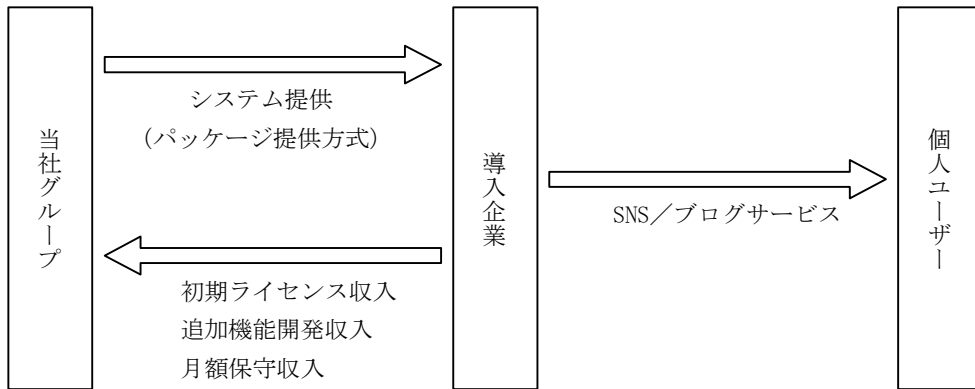 当社グループ
システム提供
(パッケージ提供方式)
初期ライセンス収入
追加機能開発収入
月額保守収入
導入企業
SNS／ブログサービス
個人ユーザー